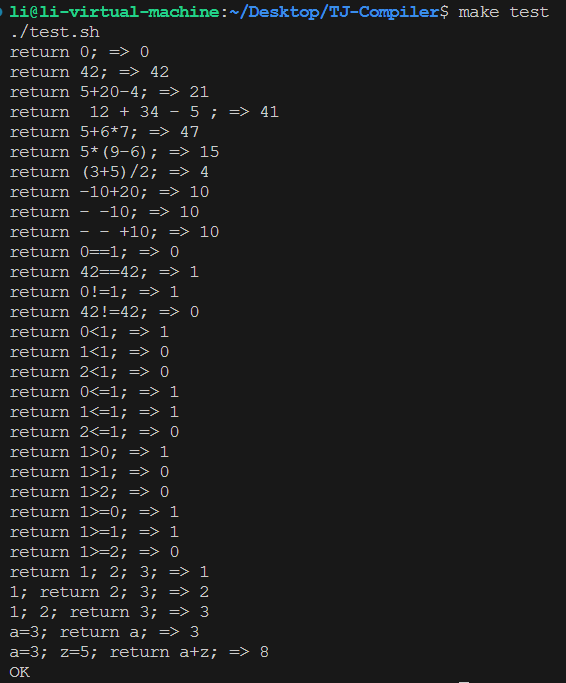 li@li-virtual-machine:~/Desktop/TJ-Compiler$ make test
./test.sh
return 0; => 0
return 42; => 42
return 5+20-4; => 21
return  12 + 34 - 5 ; => 41
return 5+6*7; => 47
return 5*(9-6); => 15
return (3+5)/2; => 4
return -10+20; => 10
return - -10; => 10
return - - +10; => 10
return 0==1; => 0
return 42==42; => 1
return 0!=1; => 1
return 42!=42; => 0
return 0<1; => 1
return 1<1; => 0
return 2<1; => 0
return 0<=1; => 1
return 1<=1; => 1
return 2<=1; => 0
return 1>0; => 1
return 1>1; => 0
return 1>2; => 0
return 1>=0; => 1
return 1>=1; => 1
return 1>=2; => 0
return 1; 2; 3; => 1
1; return 2; 3; => 2
1; 2; return 3; => 3
a=3; return a; => 3
a=3; z=5; return a+z; => 8
OK